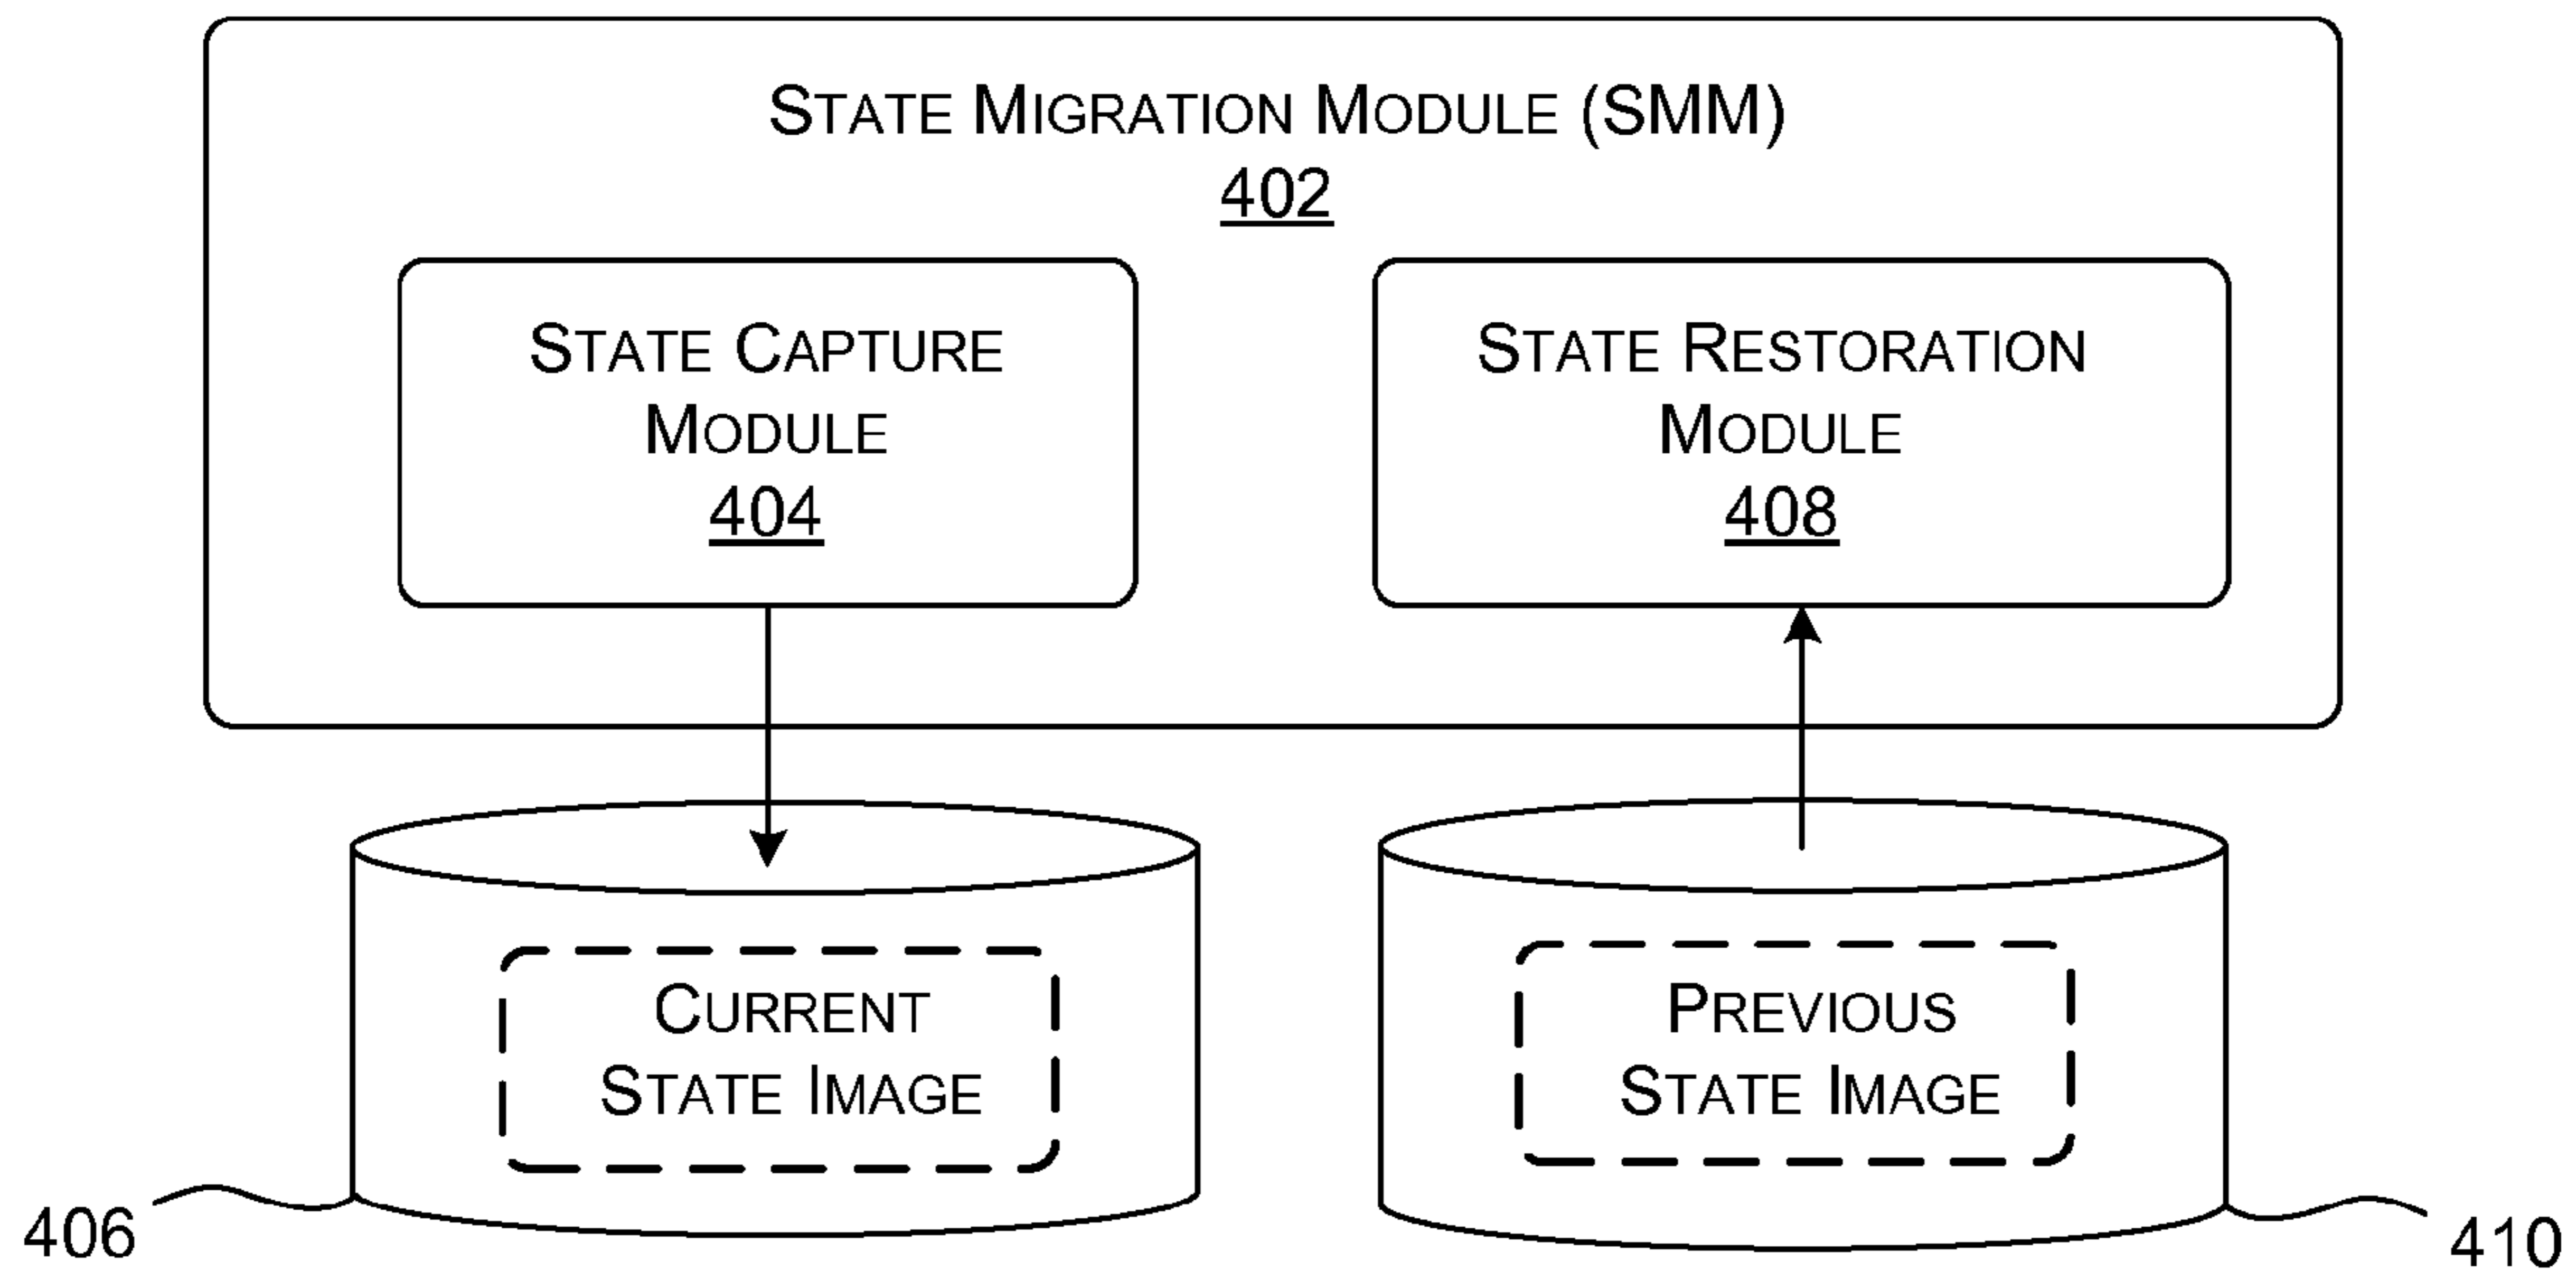 STATE MIGRATION MODULE (SMM)
402
STATE CAPTURE
MODULE
404
STATE RESTORATION
MODULE
408
CURRENT
STATE IMAGE
PREVIOUS
STATE IMAGE
406
410